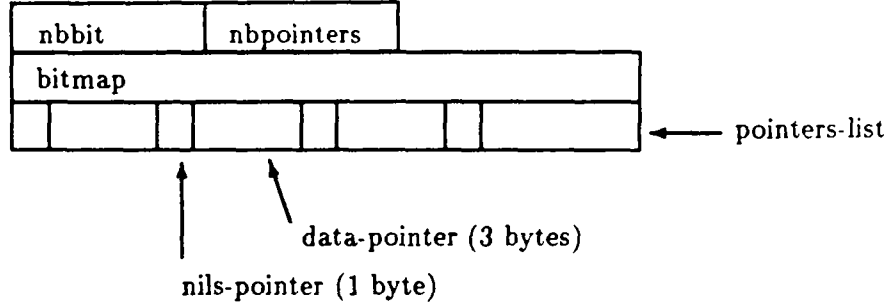 nbbit nbpointers
bitmap
pointers-list
data-pointer (3 bytes)
nils-pointer (1 byte)